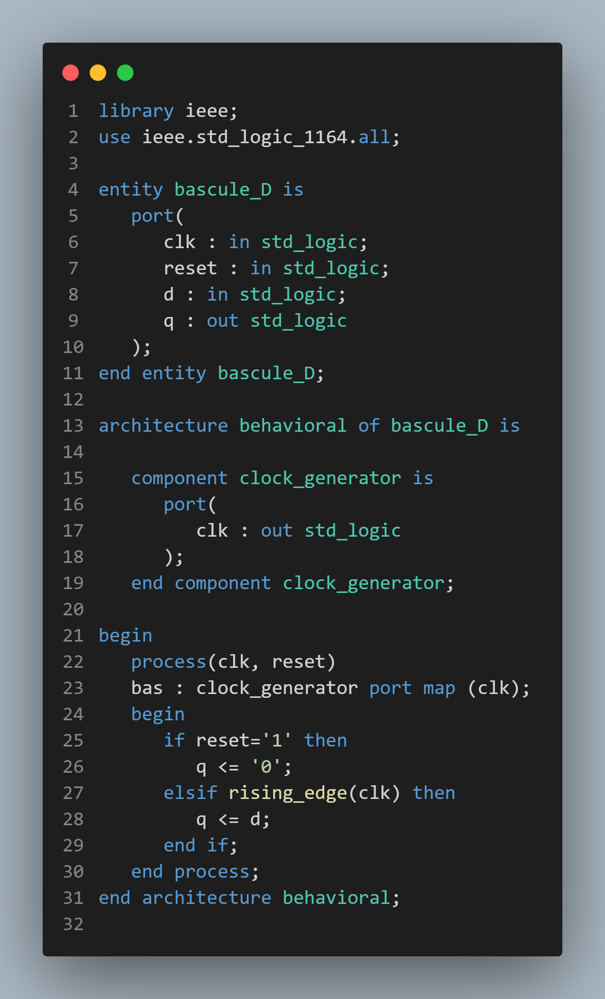 1 library ieee;
2 use ieee.std_logic_1164.all;
3
4 entity bascule_D is
5    port(
6       clk : in std_logic;
7       reset : in std_logic;
8       d : in std_logic;
9       q : out std_logic
10    );
11 end entity bascule_D;
12
13 architecture behavioral of bascule_D is
14
15    component clock_generator is
16       port(
17          clk : out std_logic
18       );
19    end component clock_generator;
20
21 begin
22    process(clk, reset)
23    bas : clock_generator port map (clk);
24    begin
25       if reset='1' then
26          q <= '0';
27       elsif rising_edge(clk) then
28          q <= d;
29       end if;
30    end process;
31 end architecture behavioral;
32